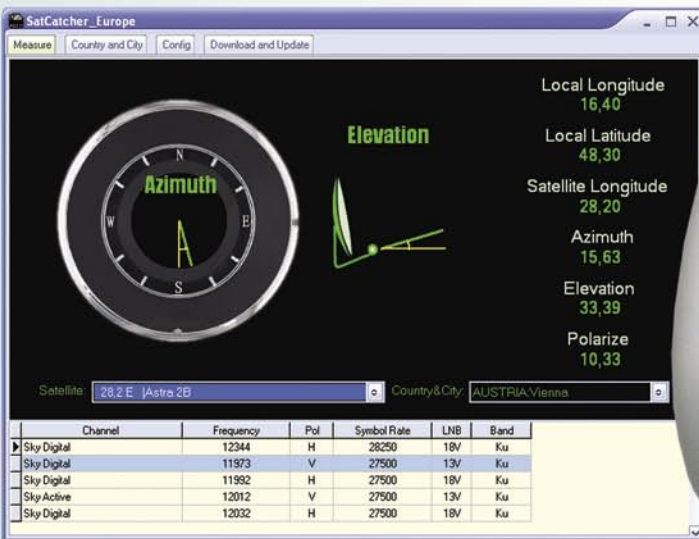 SatCatcher_Europe
Measure Country and City Config Download and Update
N
W E
S
Azimuth
Elevation
Local Longitude
16,40
Local Latitude
48,30
Satellite Longitude
28,20
Azimuth
15,63
Elevation
33,39
Polarize
10,33
Satellite: 28,2 E |Astra 2B Country&City: AUSTRIA:Vienna
Channel Frequency Pol Symbol Rate LNB Band
Sky Digital 12344 H 28250 18V Ku
Sky Digital 11973 V 27500 13V Ku
Sky Digital 11992 H 27500 18V Ku
Sky Active 12012 V 27500 13V Ku
Sky Digital 12032 H 27500 18V Ku